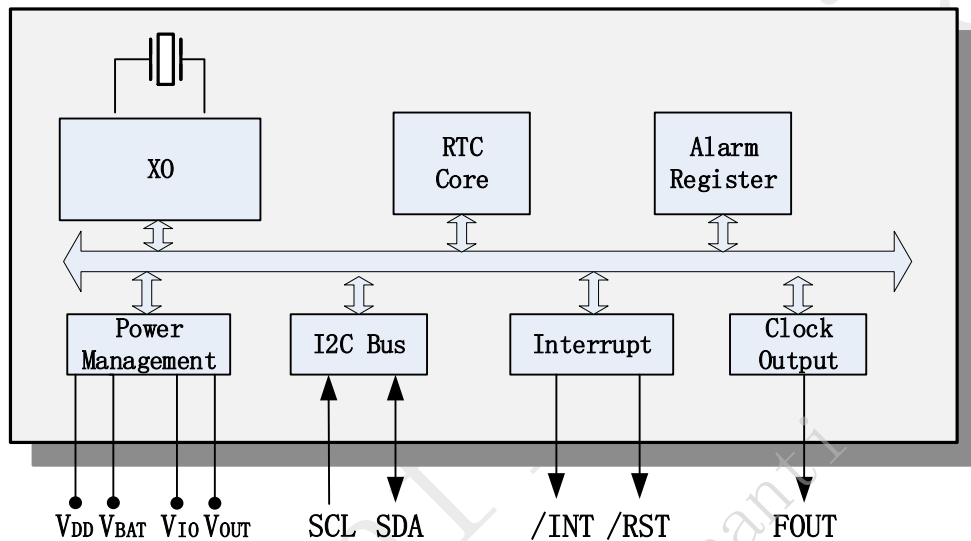 XO
RTC
Core
Alarm
Register
Power
Management
I2C Bus
Interrupt
Clock
Output
VDD VBAT VIO VOUT
SCL SDA
/INT /RST
FOUT